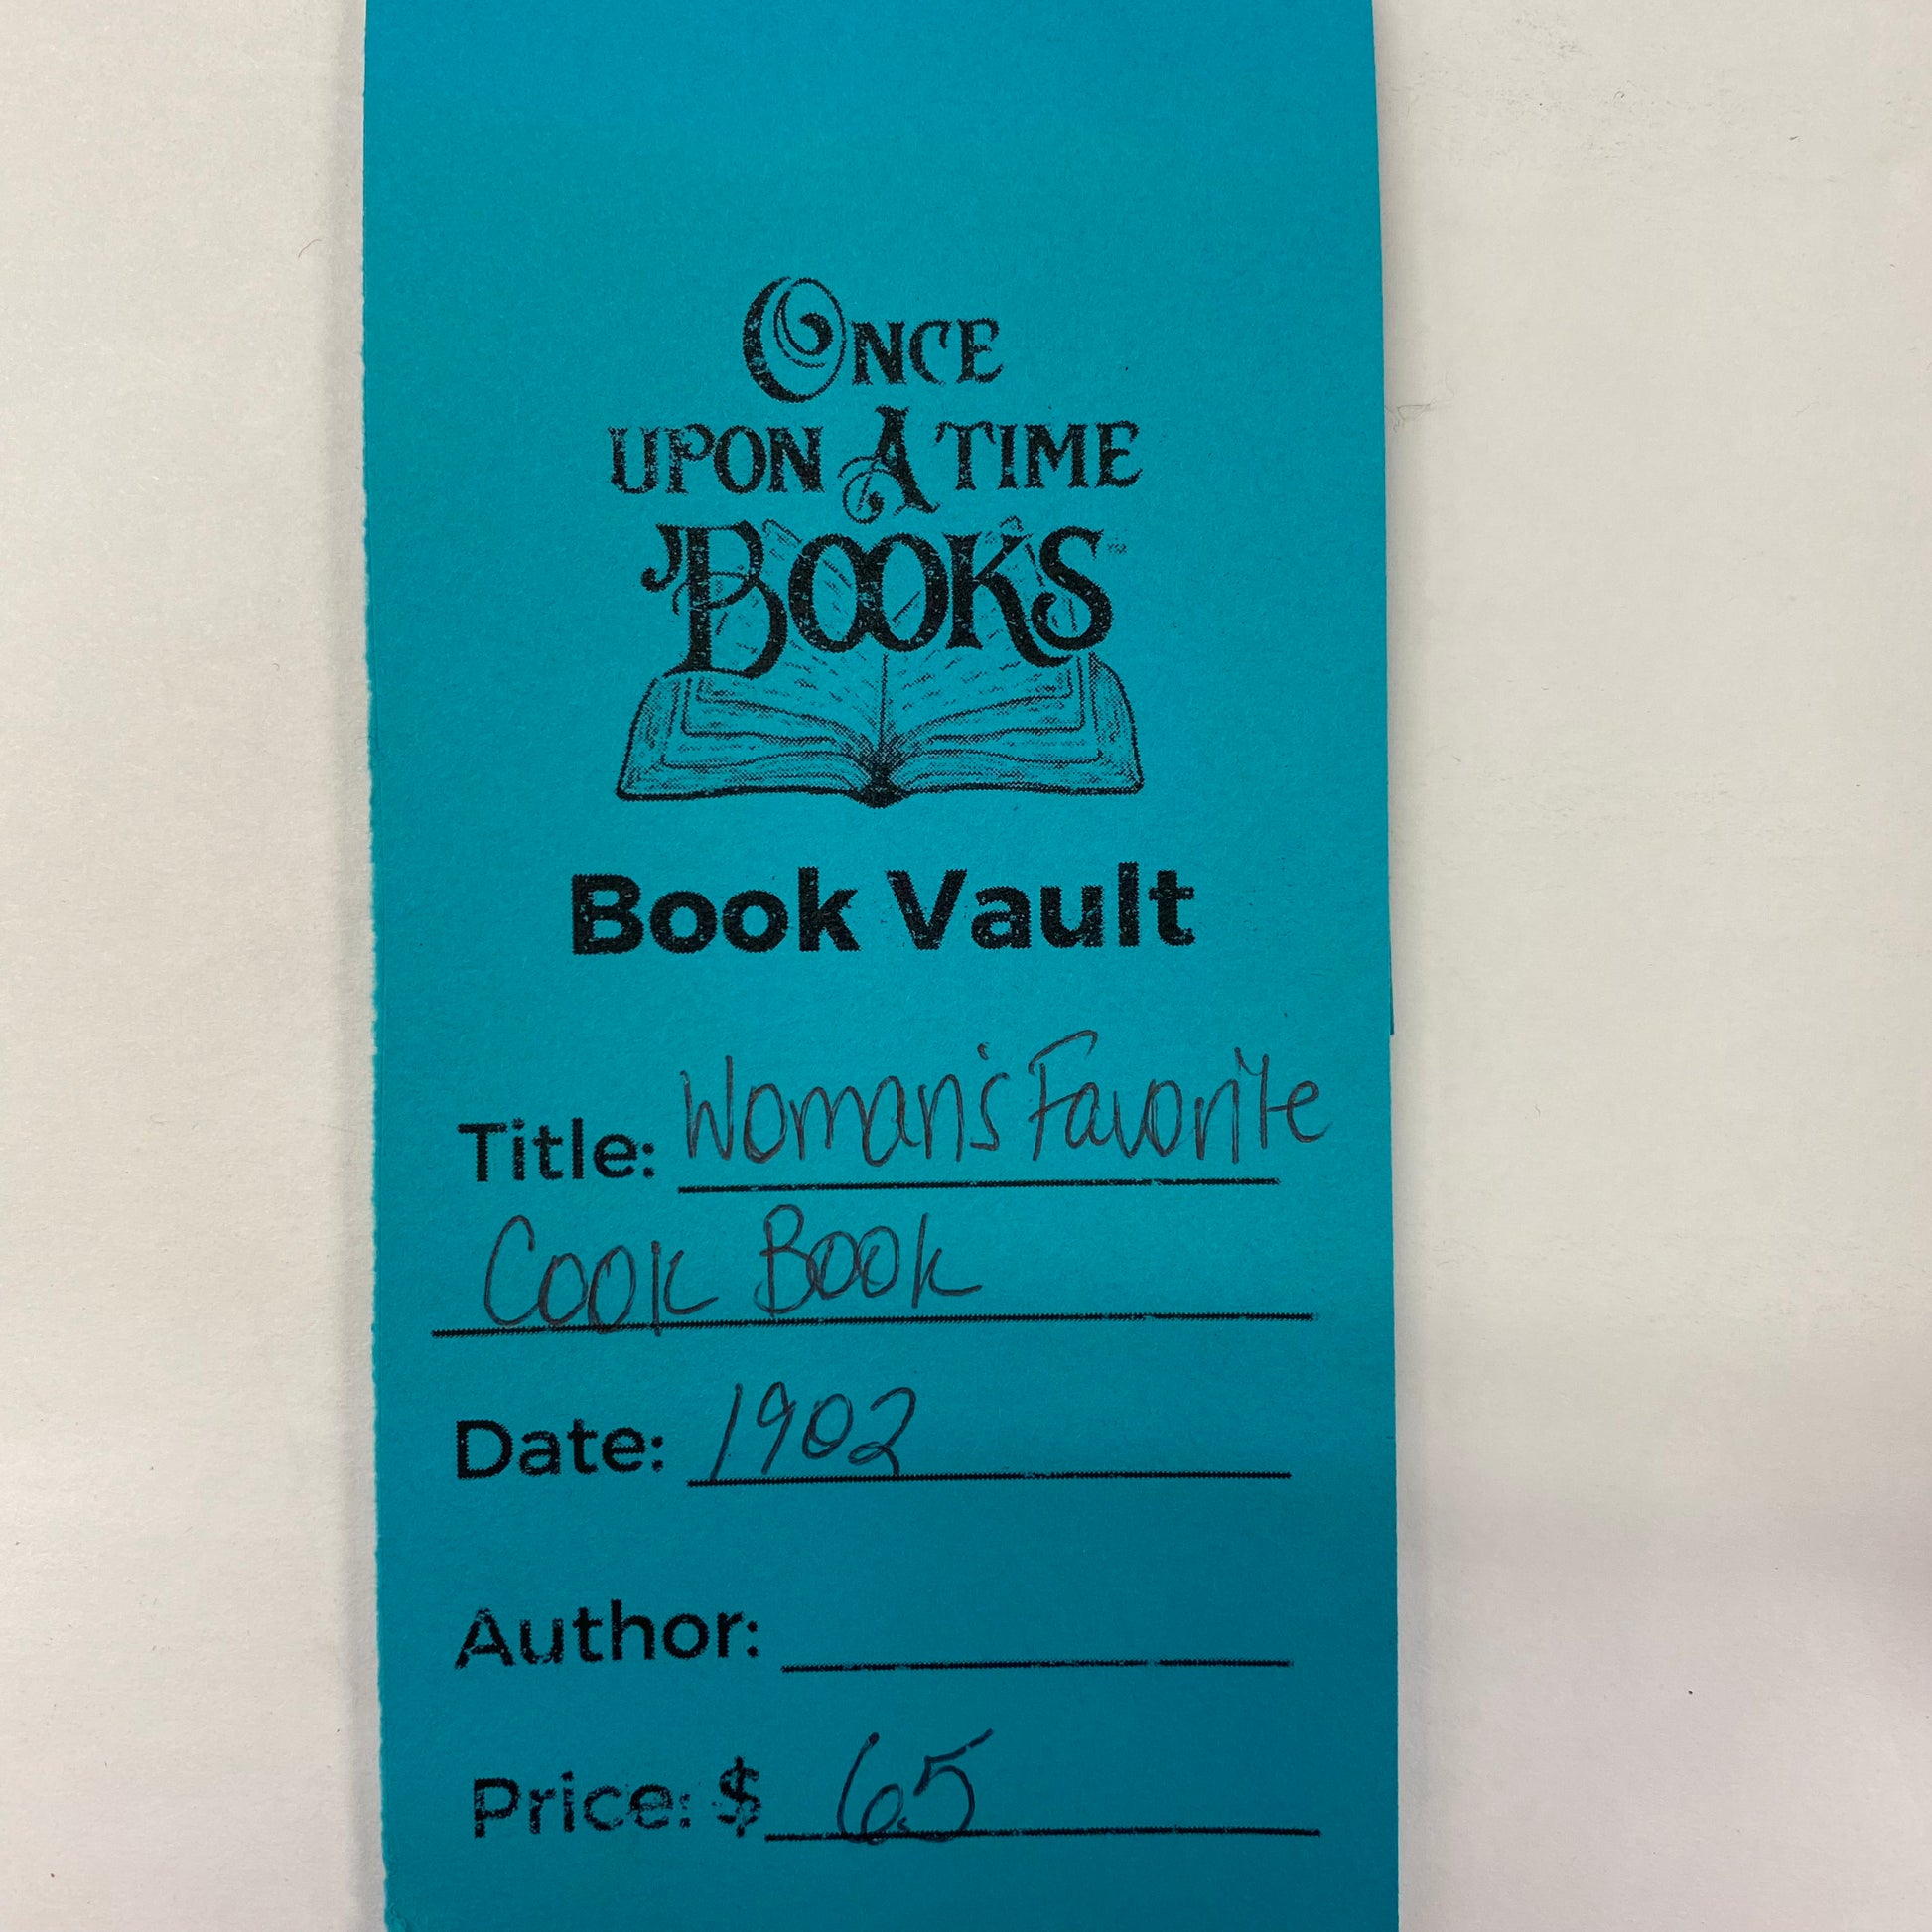 ONCE
UPON A TIME
BOOKS
Book Vault
Title: Woman's Favorite
Cook Book
Date: 1902
Author:
Price: $ 65